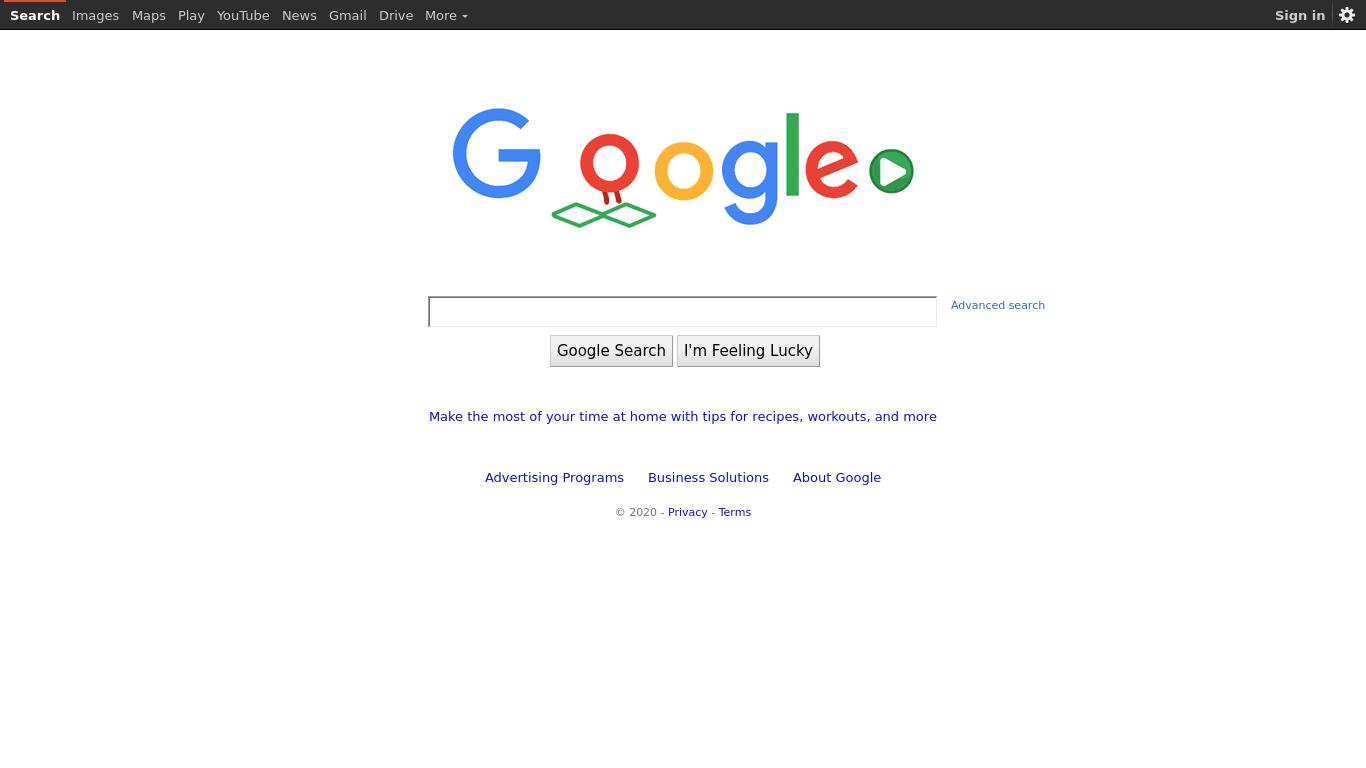 Search Images Maps Play YouTube News Gmail Drive More Sign in
Google
Advanced search
Google Search I'm Feeling Lucky
Make the most of your time at home with tips for recipes, workouts, and more
Advertising Programs Business Solutions About Google
© 2020 - Privacy - Terms